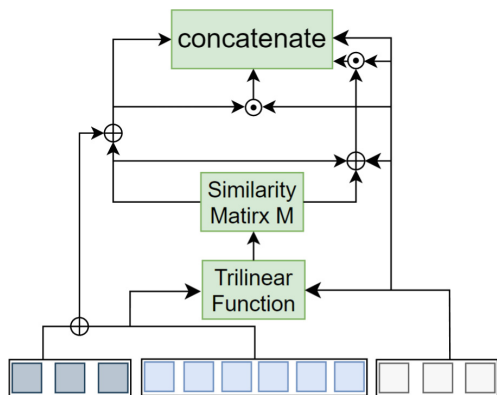 concatenate
Similarity
Matirx M
Trilinear
Function